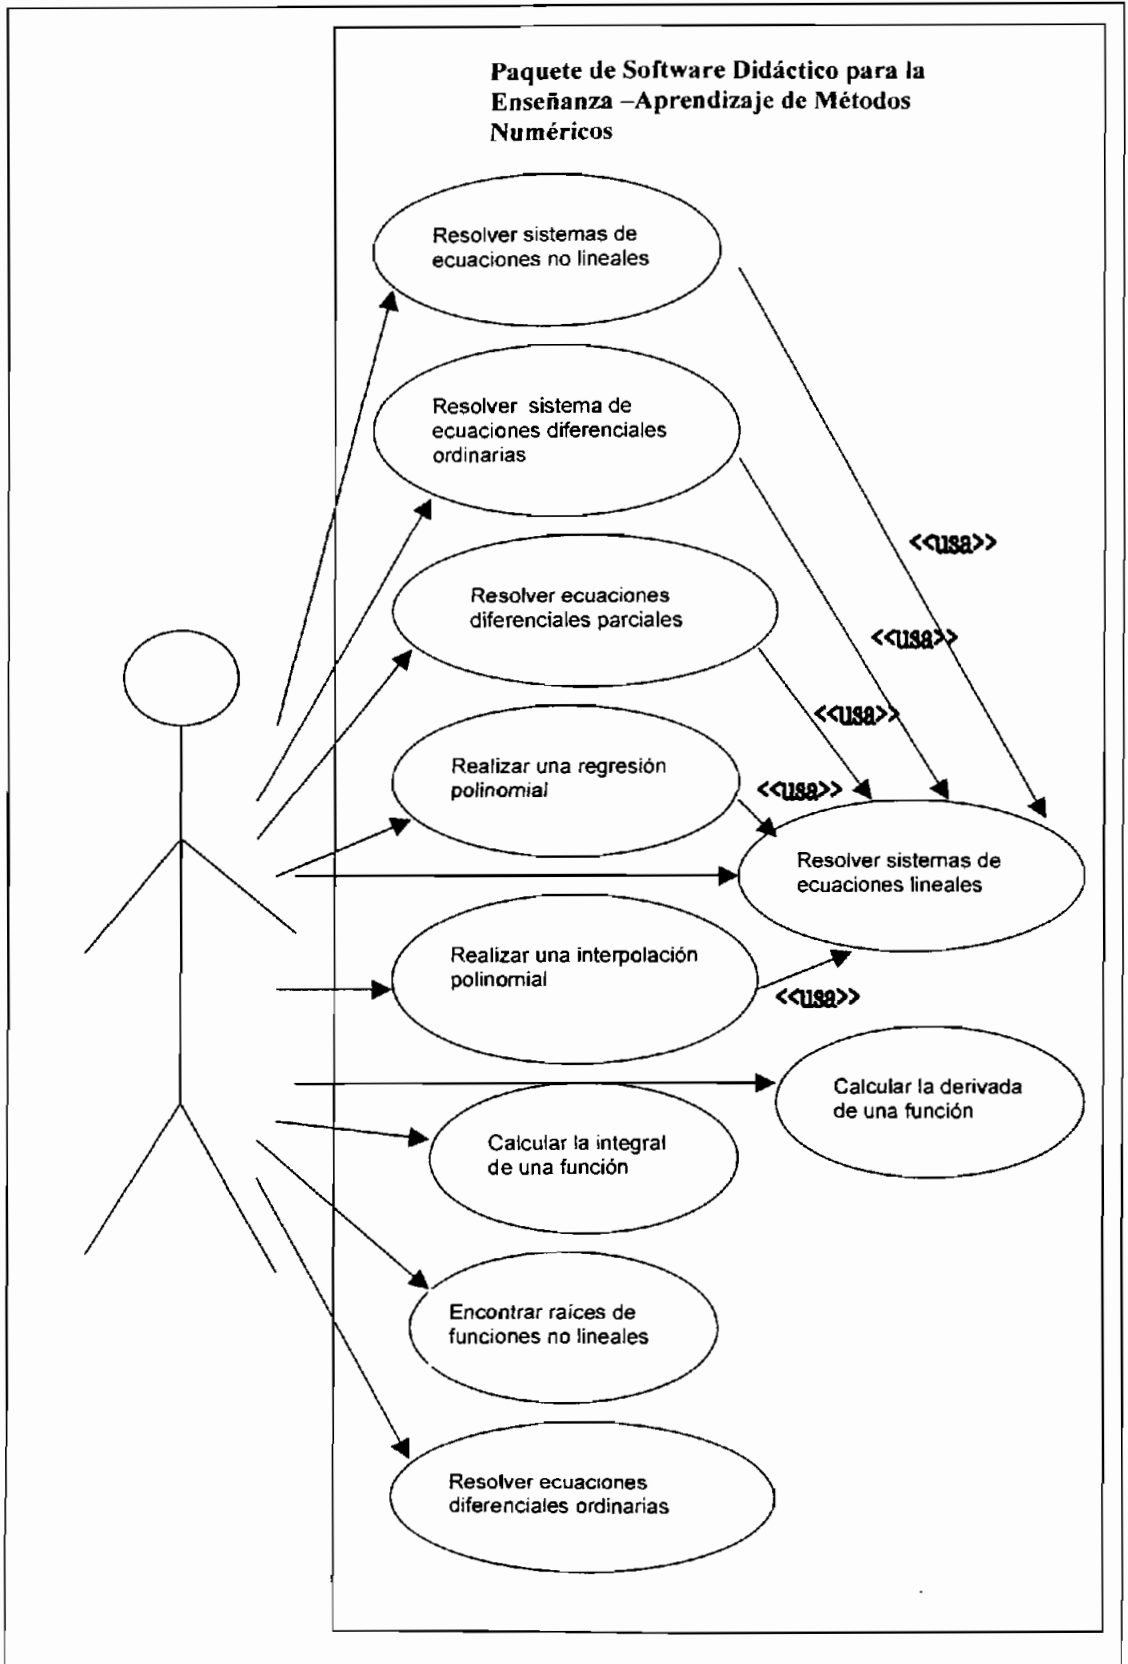 Paquete de Software Didáctico para la
Enseñanza –Aprendizaje de Métodos
Numéricos
Resolver sistemas de
ecuaciones no lineales
Resolver sistema de
ecuaciones diferenciales
ordinarias
<<usa>>
Resolver ecuaciones
diferenciales parciales
<<usa>>
<<usa>>
Realizar una regresión
polinomial
<<usa>>
Resolver sistemas de
ecuaciones lineales
Realizar una interpolación
polinomial
<<usa>>
Calcular la derivada
de una función
Calcular la integral
de una función
Encontrar raíces de
funciones no lineales
Resolver ecuaciones
diferenciales ordinarias